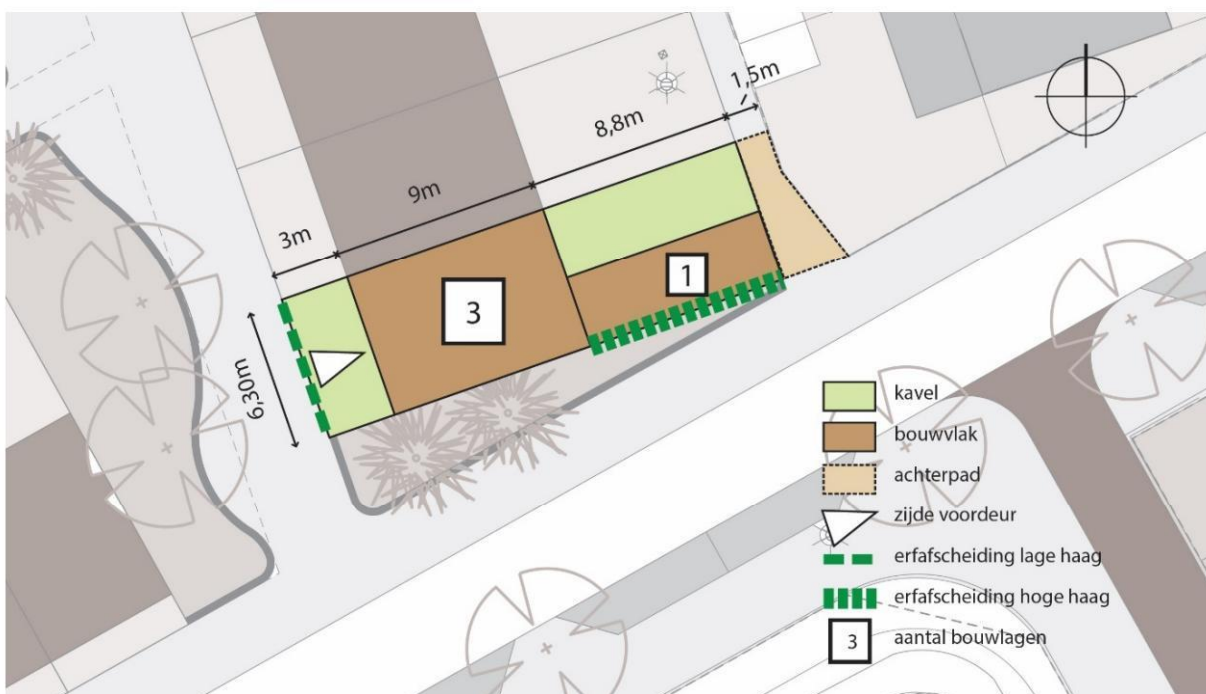 1,5m
8,8m
9m
3m
6,30m
3
1
kavel
bouwvlak
achterpad
zijde voordeur
erfafscheiding lage haag
erfafscheiding hoge haag
3 aantal bouwlagen